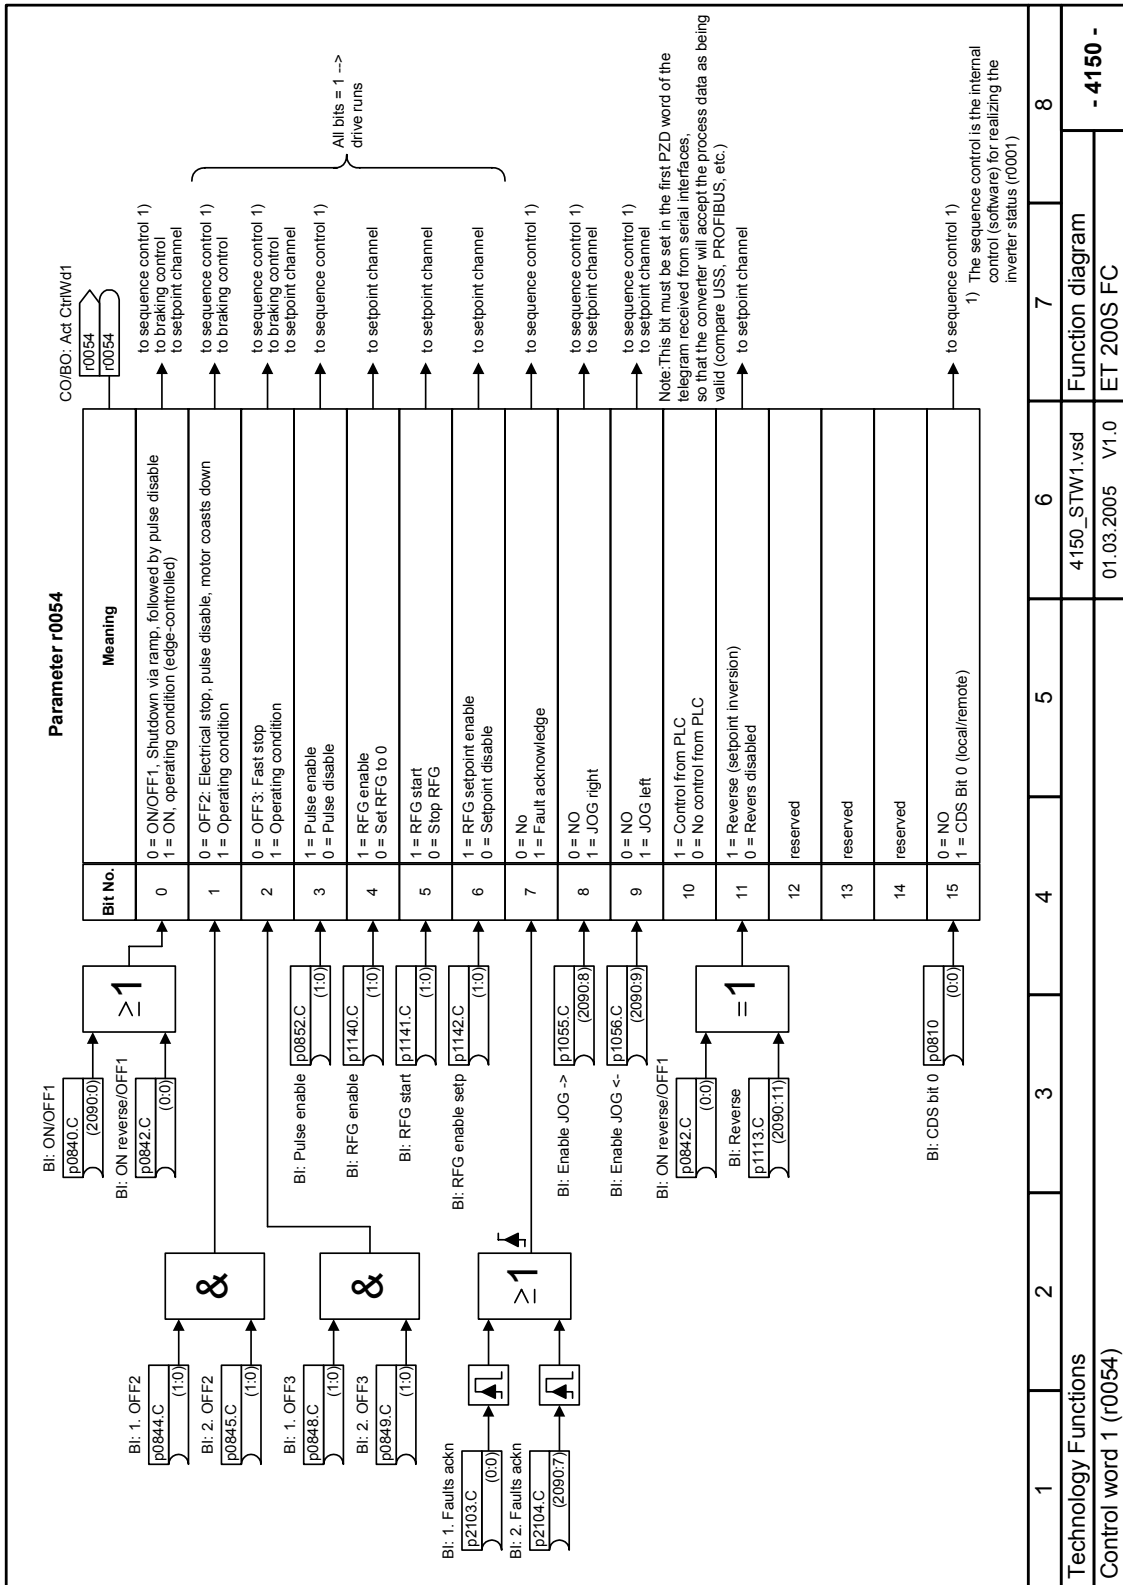 Parameter r0054
CO/BO: Act CtrlWd1
r0054
r0054
Bit No.
Meaning
BI: ON/OFF1
p0840.C
(2090:0)
BI: ON reverse/OFF1
p0842.C
(0:0)
≥1
0
0 = ON/OFF1, Shutdown via ramp, followed by pulse disable
1 = ON, operating condition (edge-controlled)
to sequence control 1)
to braking control
to setpoint channel
BI: 1. OFF2
p0844.C
(1:0)
BI: 2. OFF2
p0845.C
(1:0)
&
1
0 = OFF2: Electrical stop, pulse disable, motor coasts down
1 = Operating condition
to sequence control 1)
to braking control
BI: 1. OFF3
p0848.C
(1:0)
BI: 2. OFF3
p0849.C
(1:0)
&
2
0 = OFF3: Fast stop
1 = Operating condition
to sequence control 1)
to braking control
to setpoint channel
BI: Pulse enable
p0852.C
(1:0)
3
1 = Pulse enable
0 = Pulse disable
to sequence control 1)
All bits = 1 -->
drive runs
BI: RFG enable
p1140.C
(1:0)
4
1 = RFG enable
0 = Set RFG to 0
to setpoint channel
BI: RFG start
p1141.C
(1:0)
5
1 = RFG start
0 = Stop RFG
to setpoint channel
BI: RFG enable setp
p1142.C
(1:0)
6
1 = RFG setpoint enable
0 = Setpoint disable
to setpoint channel
BI: 1. Faults ackn
p2103.C
(0:0)
BI: 2. Faults ackn
p2104.C
(2090:7)
≥1
7
0 = No
1 = Fault acknowledge
to sequence control 1)
BI: Enable JOG ->
p1055.C
(2090:8)
8
0 = NO
1 = JOG right
to sequence control 1)
BI: Enable JOG <-
p1056.C
(2090:9)
9
0 = NO
1 = JOG left
to sequence control 1)
10
1 = Control from PLC
0 = No control from PLC
Note:This bit must be set in the first PZD word of the
telegram received from serial interfaces,
so that the converter will accept the process data as being
valid (compare USS, PROFIBUS, etc.)
BI: ON reverse/OFF1
p0842.C
(0:0)
BI: Reverse
p1113.C
(2090:11)
=1
11
1 = Reverse (setpoint inversion)
0 = Revers disabled
to setpoint channel
12
reserved
13
reserved
14
reserved
BI: CDS bit 0
p0810
(0:0)
15
0 = NO
1 = CDS Bit 0 (local/remote)
to sequence control 1)
1) The sequence control is the internal
control (software) for realizing the
inverter status (r0001)
1 2 3 4 5 6 7 8
Technology Functions
4150_STW1.vsd
Function diagram
- 4150 -
Control word 1 (r0054)
01.03.2005 V1.0
ET 200S FC